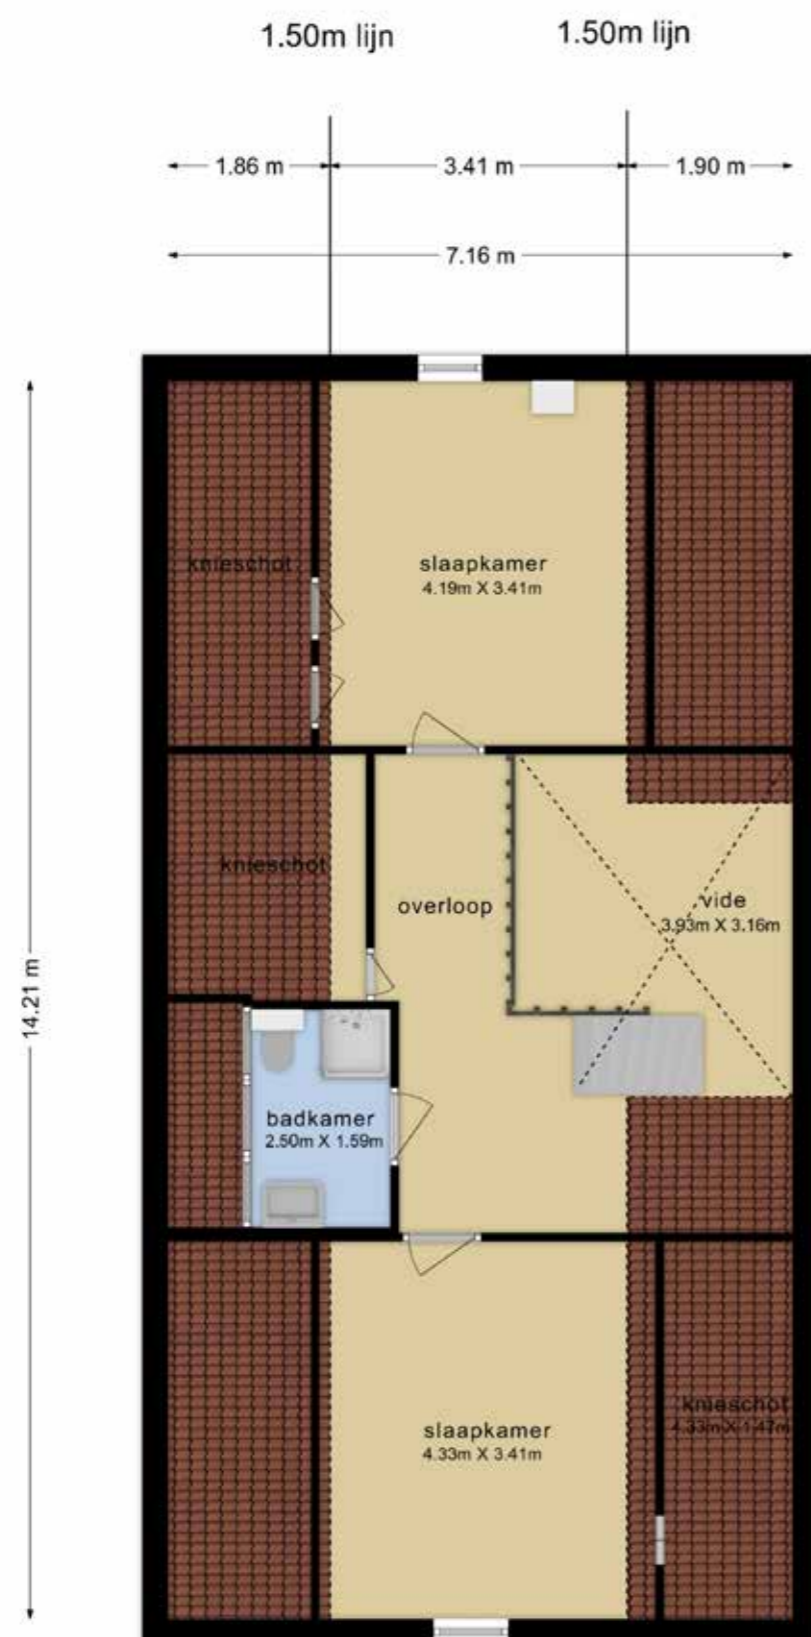 1.50m lijn
1.50m lijn
1.86 m
3.41 m
1.90 m
7.16 m
knieschot
slaapkamer
4.19m X 3.41m
knieschot
overloop
vide
3.93m X 3.16m
14.21 m
badkamer
2.50m X 1.59m
knieschot
4.33m X 1.47m
slaapkamer
4.33m X 3.41m